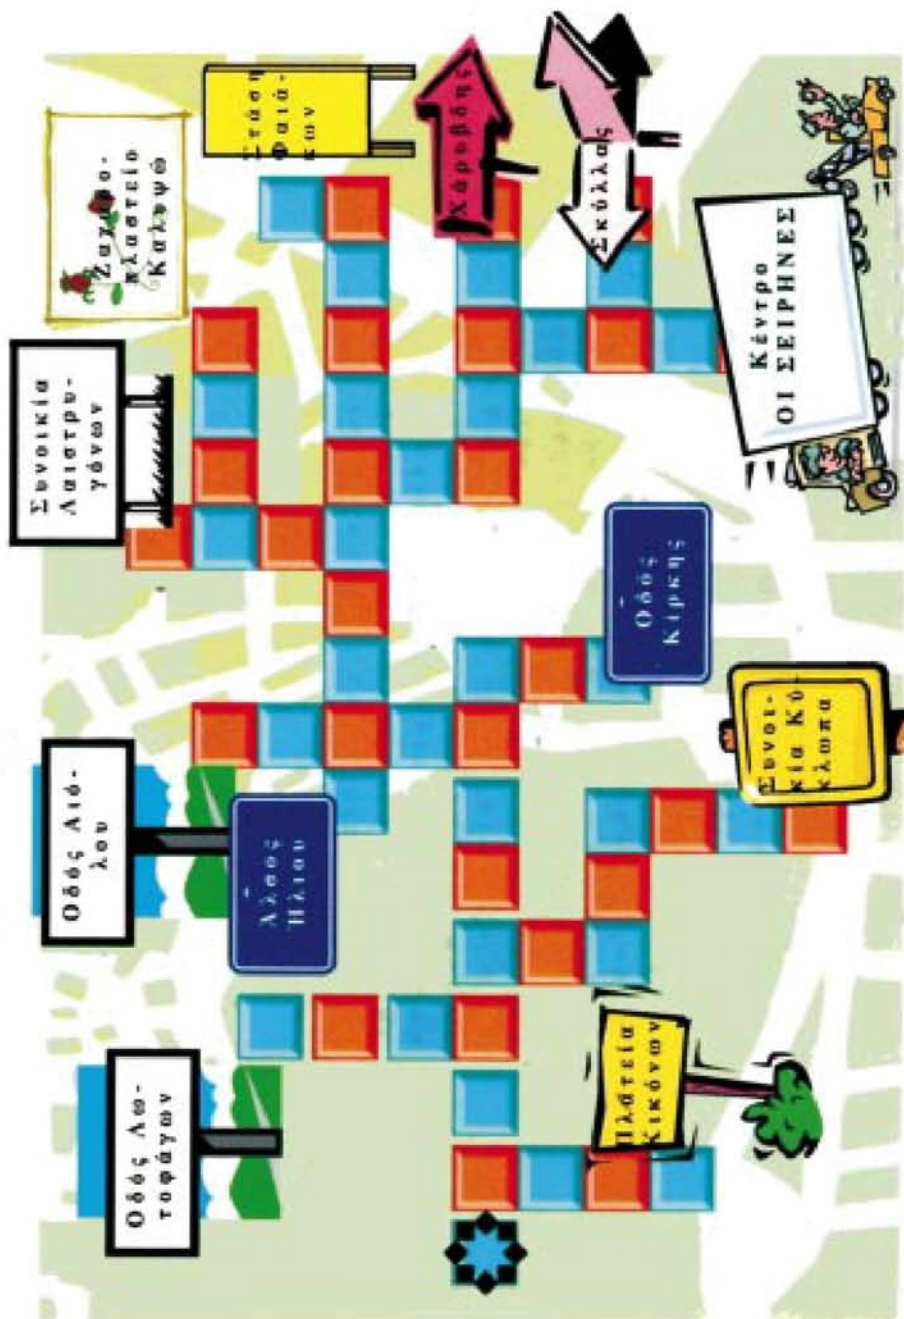 Ζαχαρο-
πλαστείο
Καλυψώ
Στάση
Φαιά-
κων
Χάρυβδης
Σκύλλας
Κέντρο
ΟΙ ΣΕΙΡΗΝΕΣ
Συνοικία
Λαιστρυ-
γόνων
Οδός
Κίρκης
Συνοι-
κία Κύ
κλωπα
Οδός Αιό-
λου
Άλσος
Ήλιου
Πλατεία
Κικόνων
Οδός Λω-
τοφάγων